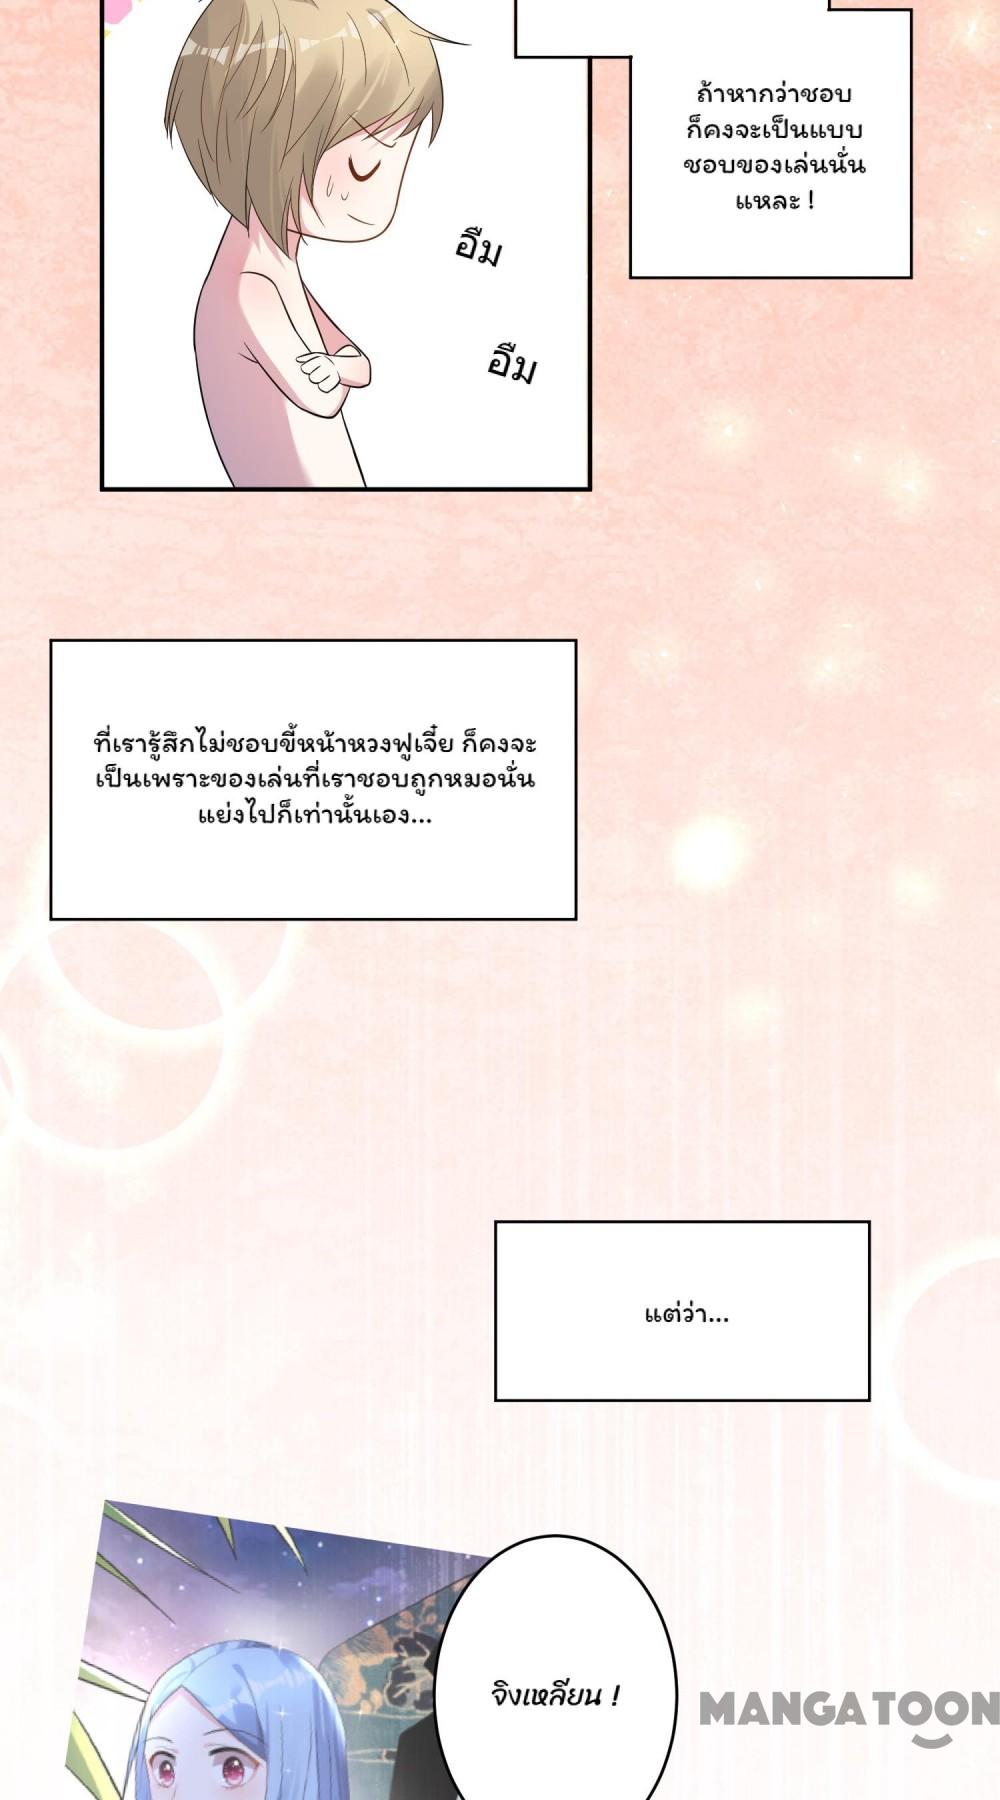 ถ้าหากว่าชอบ
ก็คงจะเป็นแบบ
ชอบของเล่นนั่น
แหละ !
อืม
อืม
ที่เรารู้สึกไม่ชอบขี้หน้าหวงฟูเจี๋ย ก็คงจะ
เป็นเพราะของเล่นที่เราชอบถูกหมอนั่น
แย่งไปก็เท่านั้นเอง...
แต่ว่า...
จิงเหลียน !
MANGATOON